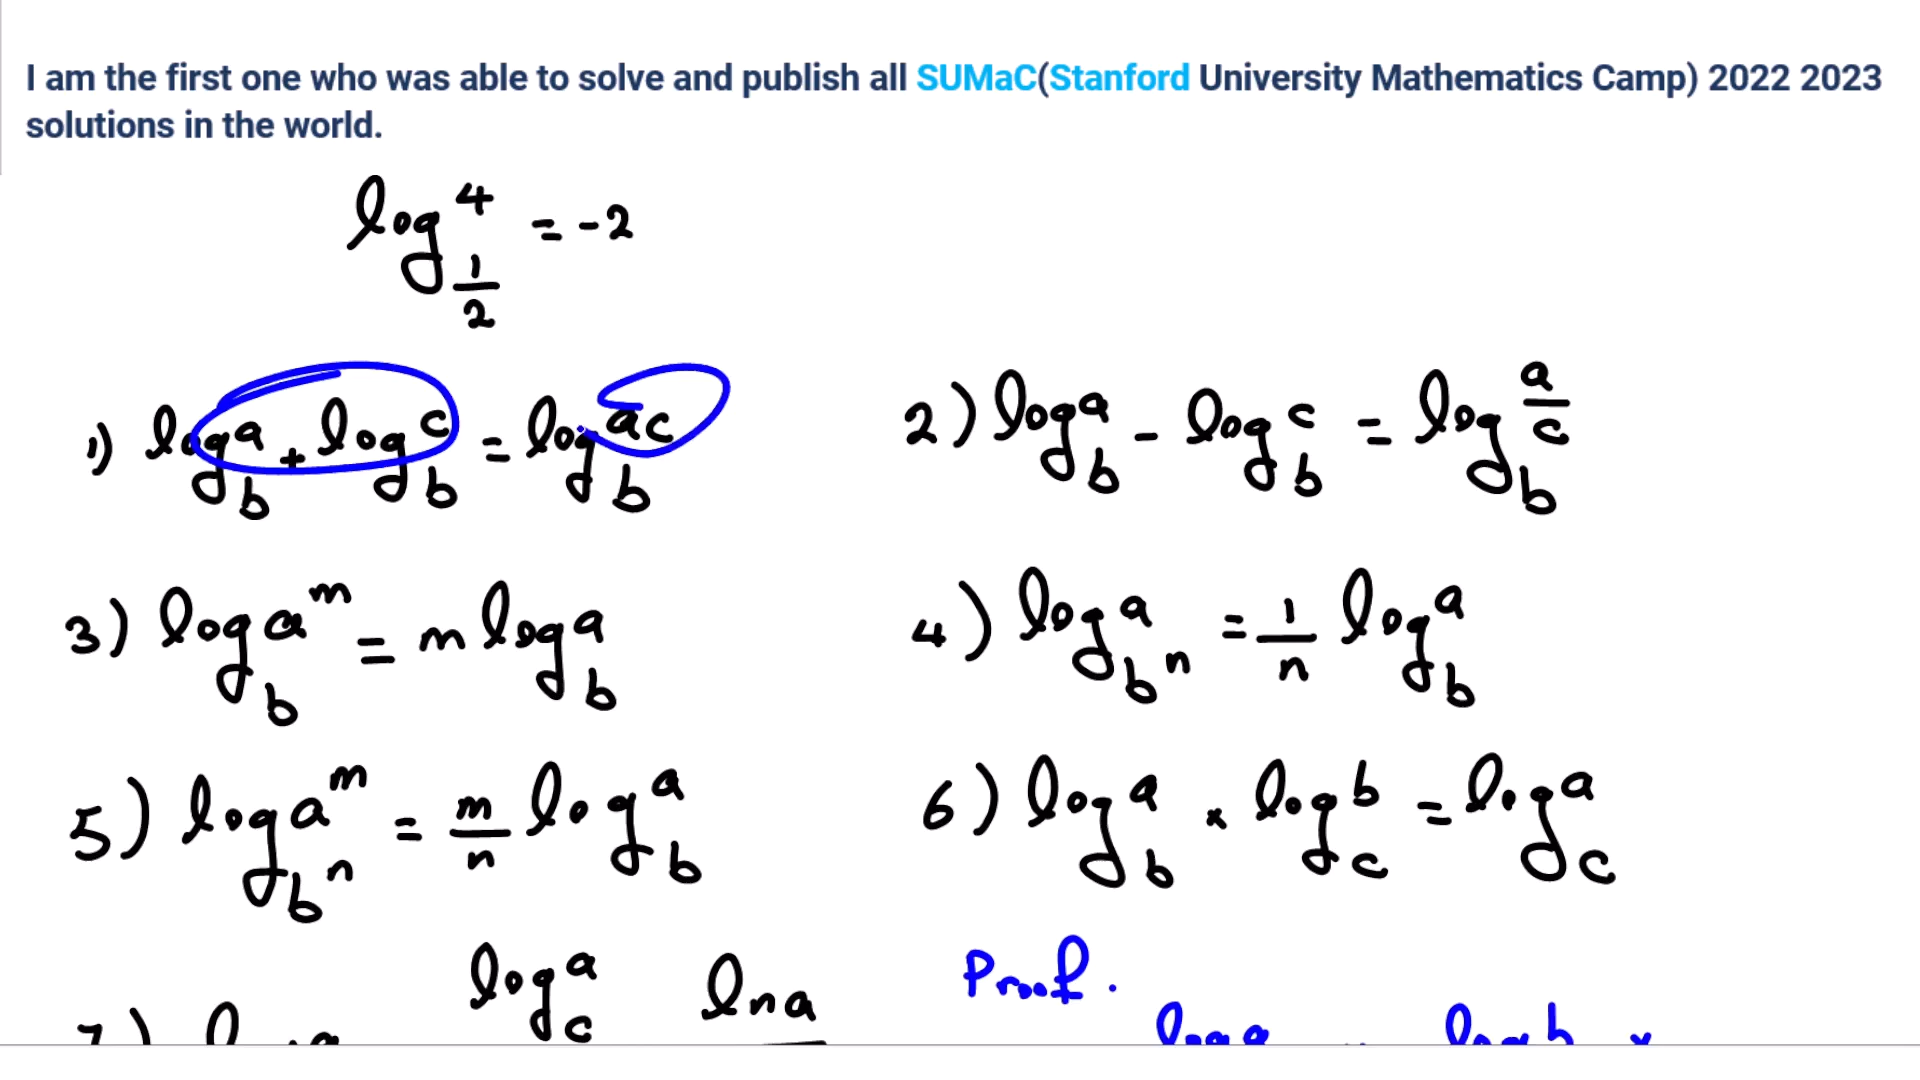 I am the first one who was able to solve and publish all SUMaC(Stanford University Mathematics Camp) 2022 2023
solutions in the world.
log_{1/2}^4 = -2
1) log_b^a + log_b^c = log_b^{ac}
2) log_b^a - log_b^c = log_b^{a/c}
3) log_b a^m = m log_b^a
4) log_{b^n}^a = 1/n log_b^a
5) log_{b^n} a^m = m/n log_b^a
6) log_b^a × log_c^b = log_c^a
log_c^a ln a
Proof.